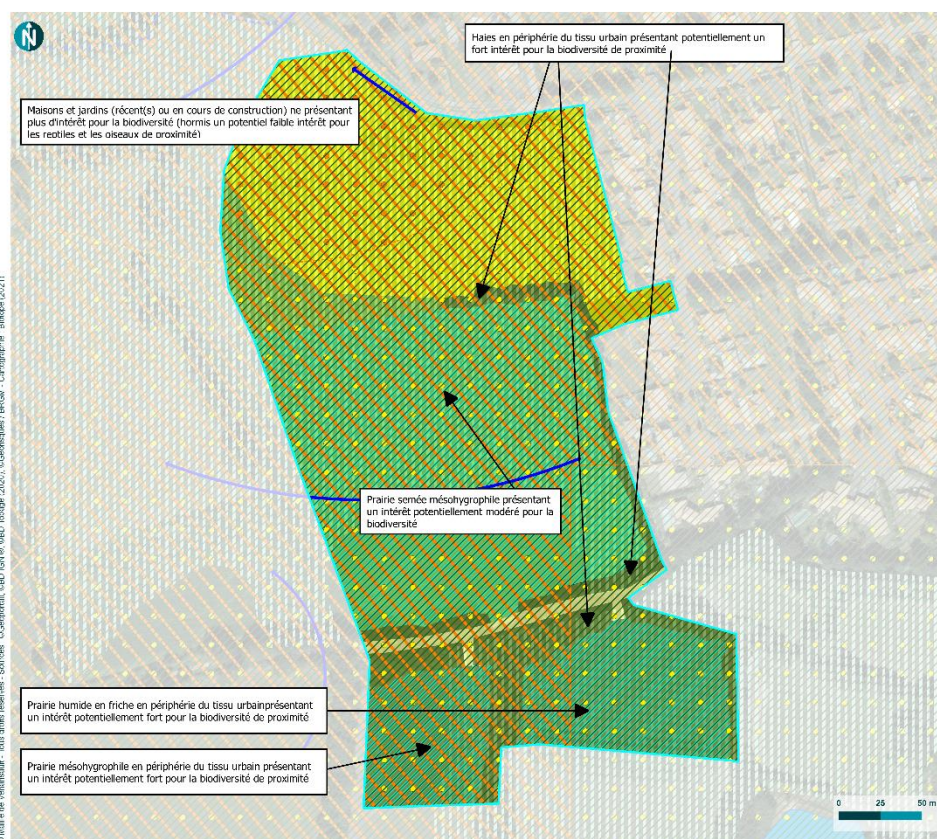 N
Haies en périphérie du tissu urbain présentant potentiellement un
fort intérêt pour la biodiversité de proximité
Maisons et jardins (récent(s) ou en cours de construction) ne présentant
plus d'intérêt pour la biodiversité (hormis un potentiel faible intérêt pour
les reptiles et les oiseaux de proximité)
Prairie semée mésohygrophile présentant
un intérêt potentiellement modéré pour la
biodiversité
Prairie humide en friche en périphérie du tissu urbainprésentant
un intérêt potentiellement fort pour la biodiversité de proximité
Prairie mésohygrophile en périphérie du tissu urbain présentant
un intérêt potentiellement fort pour la biodiversité de proximité
0 25 50 m
- Tous droits réservés - Sources :